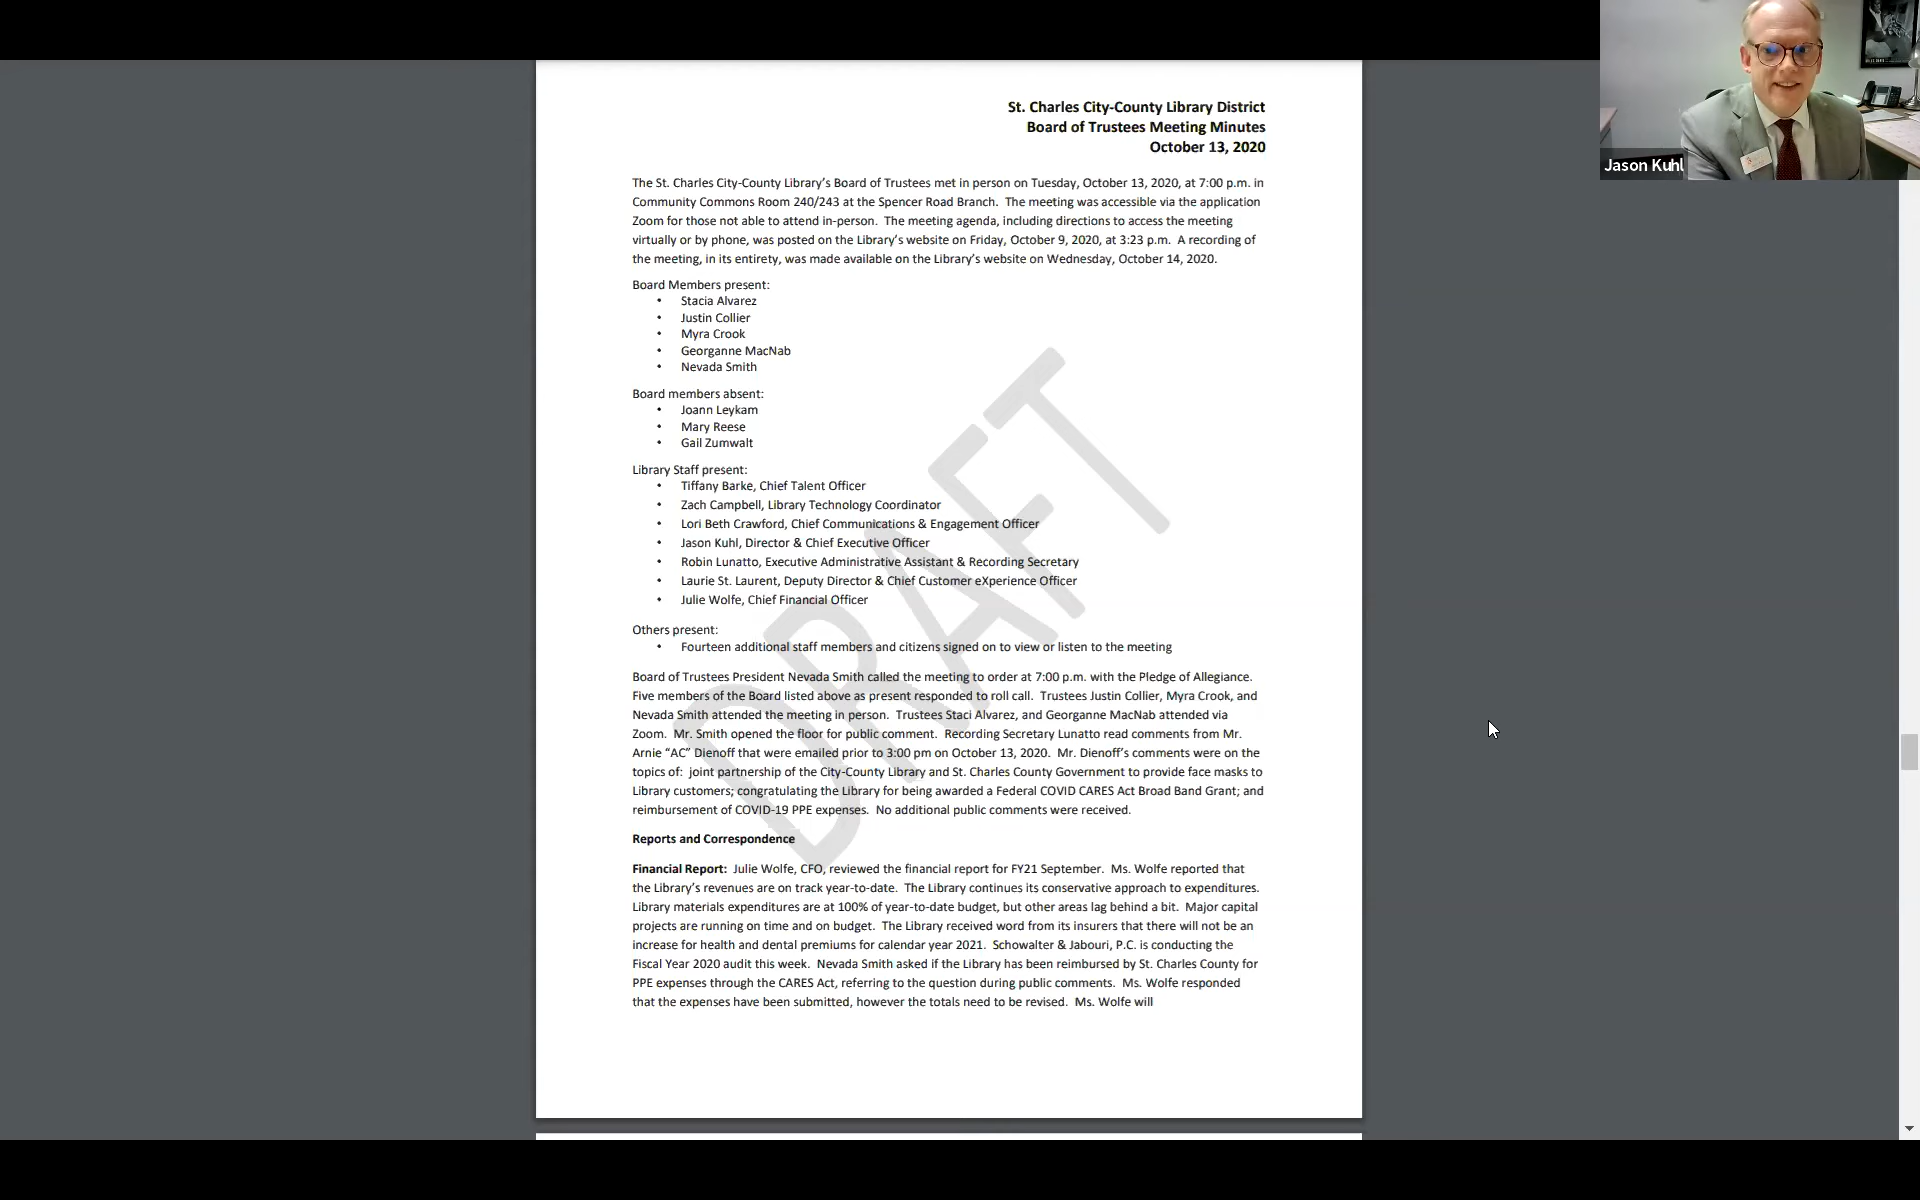 St. Charles City-County Library District
Board of Trustees Meeting Minutes
October 13, 2020
Jason Kuhl
The St. Charles City-County Library's Board of Trustees met in person on Tuesday, October 13, 2020, at 7:00 p.m. in
Community Commons Room 240/243 at the Spencer Road Branch.  The meeting was accessible via the application
Zoom for those not able to attend in-person.  The meeting agenda, including directions to access the meeting
virtually or by phone, was posted on the Library's website on Friday, October 9, 2020, at 3:23 p.m.  A recording of
the meeting, in its entirety, was made available on the Library's website on Wednesday, October 14, 2020.
Board Members present:
• Stacia Alvarez
• Justin Collier
• Myra Crook
• Georganne MacNab
• Nevada Smith
Board members absent:
• Joann Leykam
• Mary Reese
• Gail Zumwalt
Library Staff present:
• Tiffany Barke, Chief Talent Officer
• Zach Campbell, Library Technology Coordinator
• Lori Beth Crawford, Chief Communications & Engagement Officer
• Jason Kuhl, Director & Chief Executive Officer
• Robin Lunatto, Executive Administrative Assistant & Recording Secretary
• Laurie St. Laurent, Deputy Director & Chief Customer eXperience Officer
• Julie Wolfe, Chief Financial Officer
Others present:
• Fourteen additional staff members and citizens signed on to view or listen to the meeting
Board of Trustees President Nevada Smith called the meeting to order at 7:00 p.m. with the Pledge of Allegiance.
Five members of the Board listed above as present responded to roll call.  Trustees Justin Collier, Myra Crook, and
Nevada Smith attended the meeting in person.  Trustees Staci Alvarez, and Georganne MacNab attended via
Zoom.  Mr. Smith opened the floor for public comment.  Recording Secretary Lunatto read comments from Mr.
Arnie "AC" Dienoff that were emailed prior to 3:00 pm on October 13, 2020.  Mr. Dienoff's comments were on the
topics of:  joint partnership of the City-County Library and St. Charles County Government to provide face masks to
Library customers; congratulating the Library for being awarded a Federal COVID CARES Act Broad Band Grant; and
reimbursement of COVID-19 PPE expenses.  No additional public comments were received.
Reports and Correspondence
Financial Report:  Julie Wolfe, CFO, reviewed the financial report for FY21 September.  Ms. Wolfe reported that
the Library's revenues are on track year-to-date.  The Library continues its conservative approach to expenditures.
Library materials expenditures are at 100% of year-to-date budget, but other areas lag behind a bit.  Major capital
projects are running on time and on budget.  The Library received word from its insurers that there will not be an
increase for health and dental premiums for calendar year 2021.  Schowalter & Jabouri, P.C. is conducting the
Fiscal Year 2020 audit this week.  Nevada Smith asked if the Library has been reimbursed by St. Charles County for
PPE expenses through the CARES Act, referring to the question during public comments.  Ms. Wolfe responded
that the expenses have been submitted, however the totals need to be revised.  Ms. Wolfe will
DRAFT